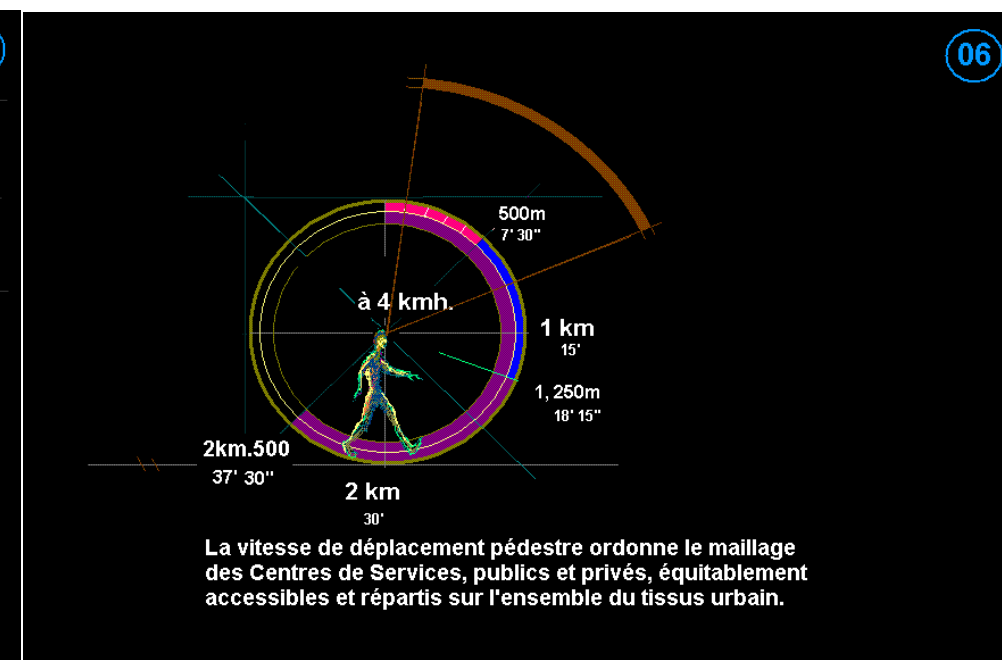 06
500m
7' 30"
à 4 kmh.
1 km
15'
1, 250m
18' 15"
2km.500
37' 30"
2 km
30'
La vitesse de déplacement pédestre ordonne le maillage
des Centres de Services, publics et privés, équitablement
accessibles et répartis sur l'ensemble du tissus urbain.